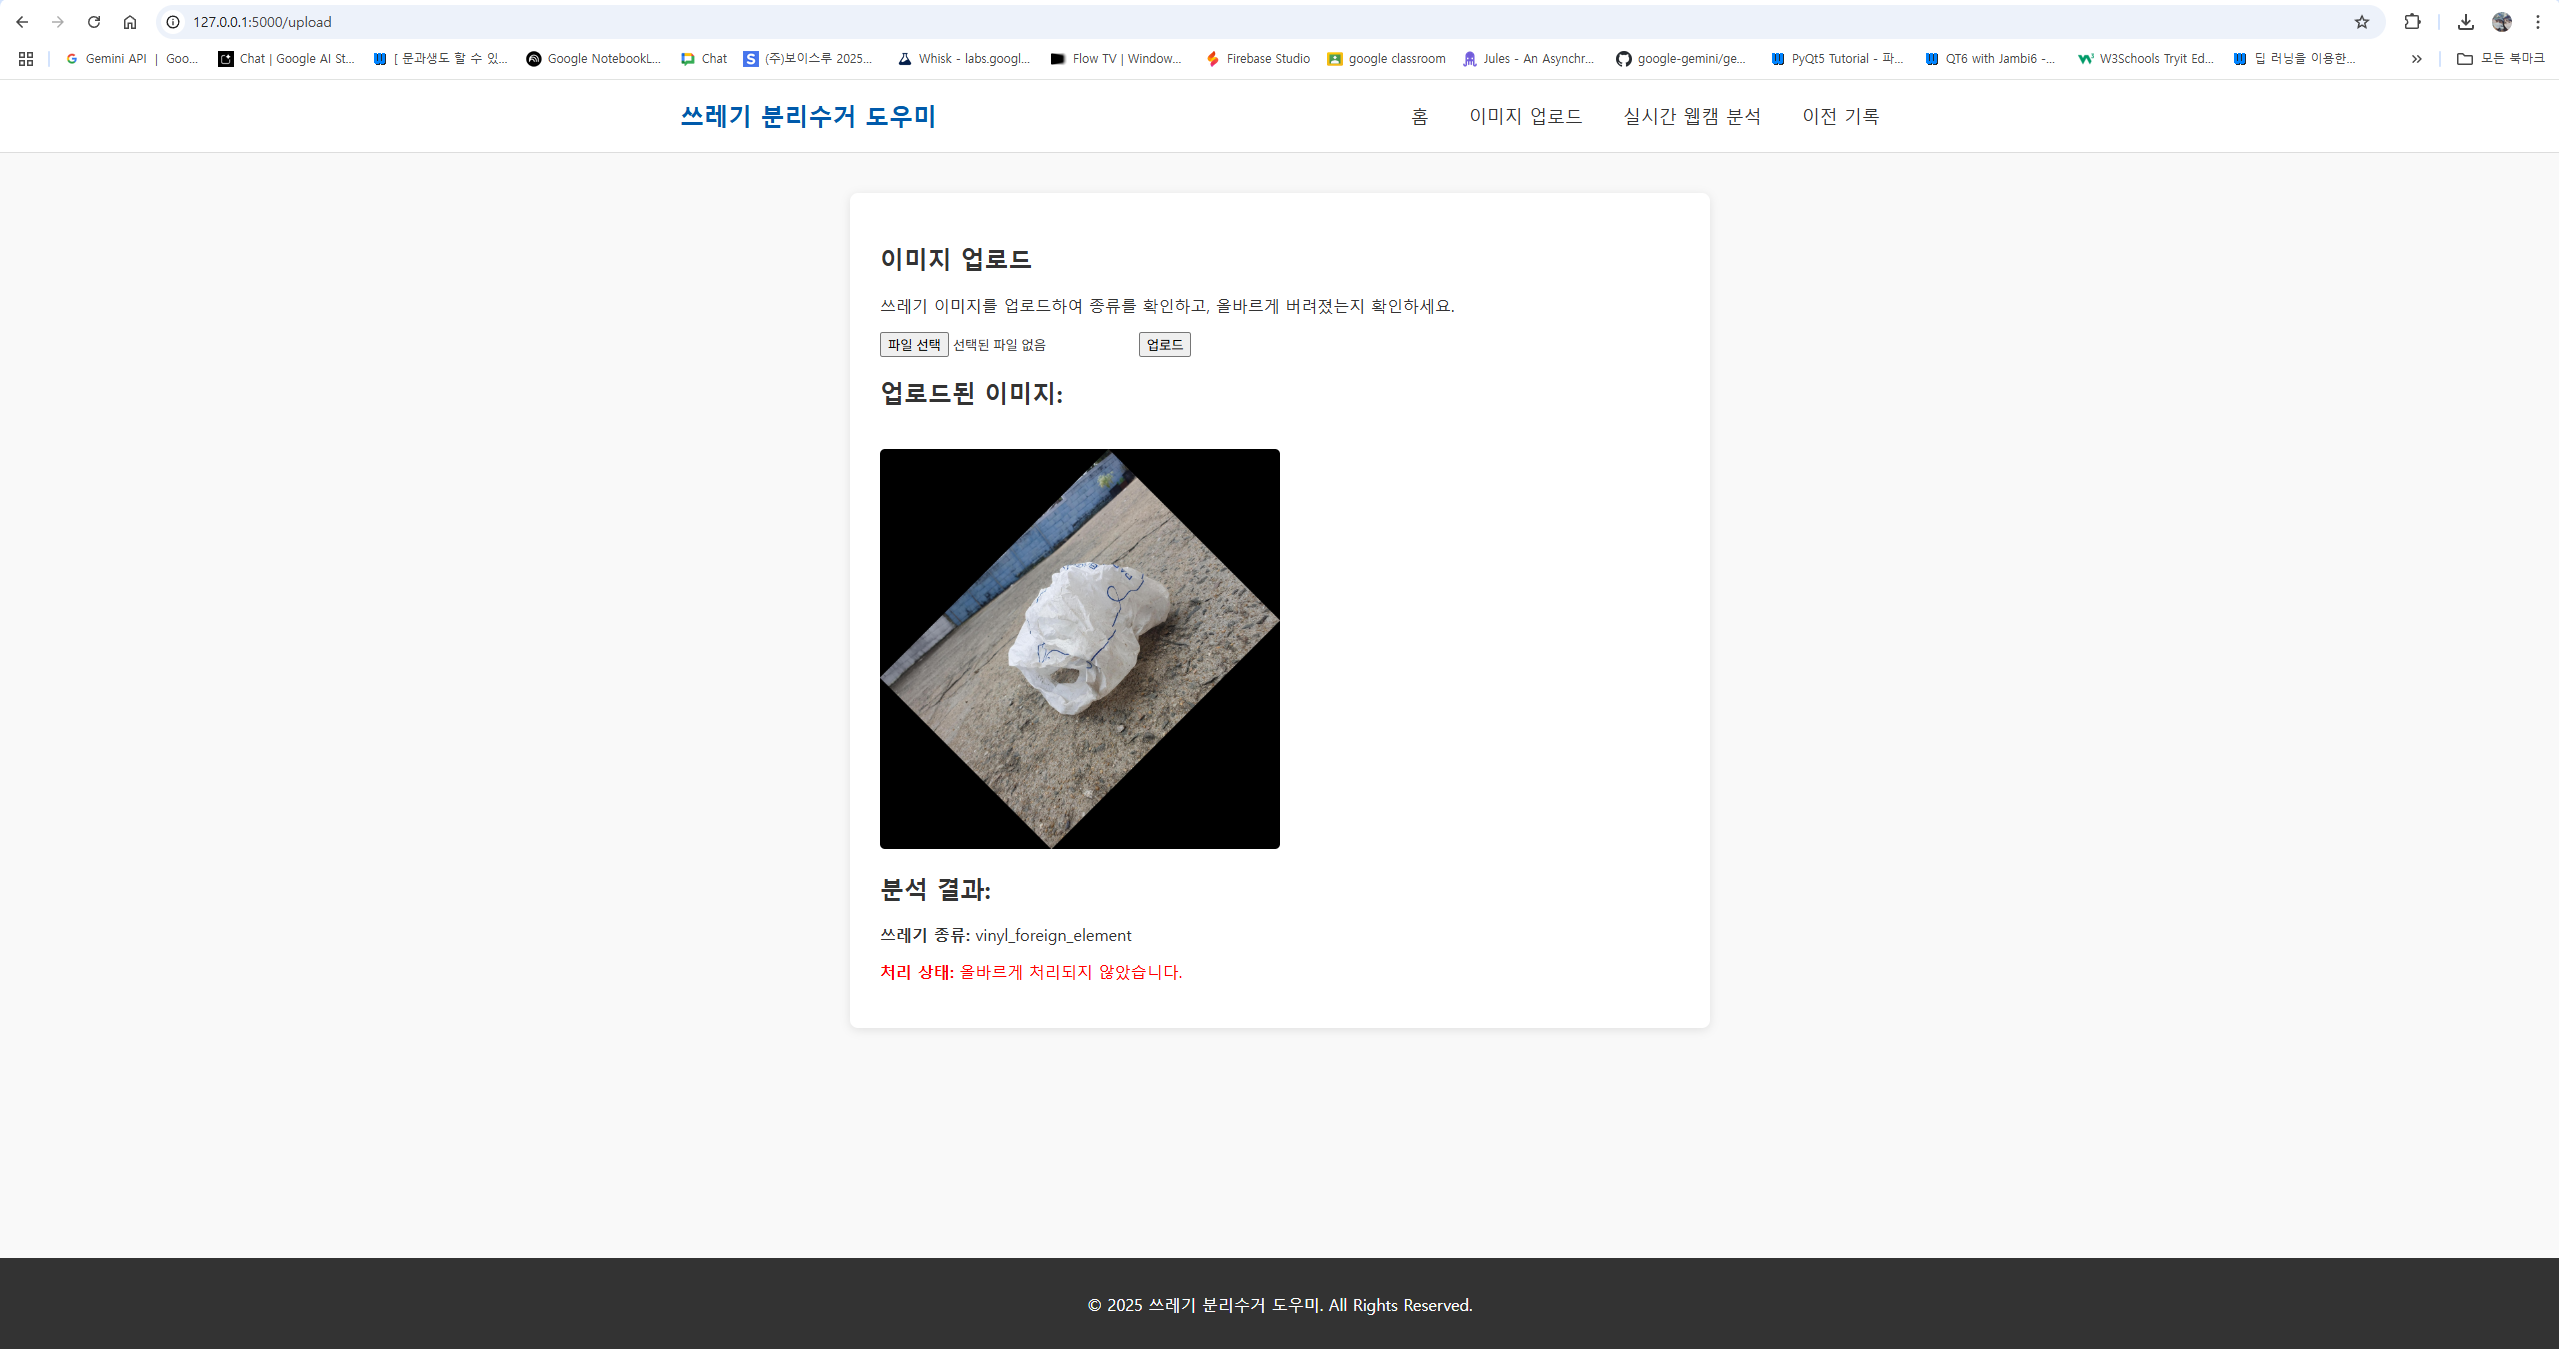 127.0.0.1:5000/upload
Gemini API | Goo...
Chat | Google AI St...
[ 문과생도 할 수 있...
Google NotebookL...
Chat
(주)보이스루 2025...
Whisk - labs.googl...
Flow TV | Window...
Firebase Studio
google classroom
Jules - An Asynchr...
google-gemini/ge...
PyQt5 Tutorial - 파...
QT6 with Jambi6 -...
W3Schools Tryit Ed...
딥 러닝을 이용한...
모든 북마크
쓰레기 분리수거 도우미
홈
이미지 업로드
실시간 웹캠 분석
이전 기록
이미지 업로드
쓰레기 이미지를 업로드하여 종류를 확인하고, 올바르게 버려졌는지 확인하세요.
파일 선택 선택된 파일 없음
업로드
업로드된 이미지:
분석 결과:
쓰레기 종류: vinyl_foreign_element
처리 상태: 올바르게 처리되지 않았습니다.
© 2025 쓰레기 분리수거 도우미. All Rights Reserved.